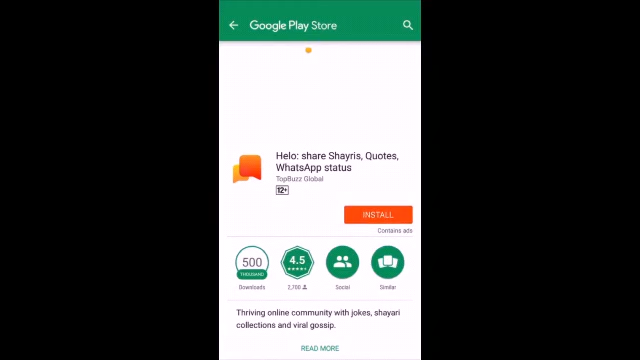 Google Play Store
Helo: share Shayris, Quotes,
WhatsApp status
TopBuzz Global
12+
INSTALL
Contains ads
500
THOUSAND
4.5
Downloads
2,700
Social
Similar
Thriving online community with jokes, shayari
collections and viral gossip.
READ MORE